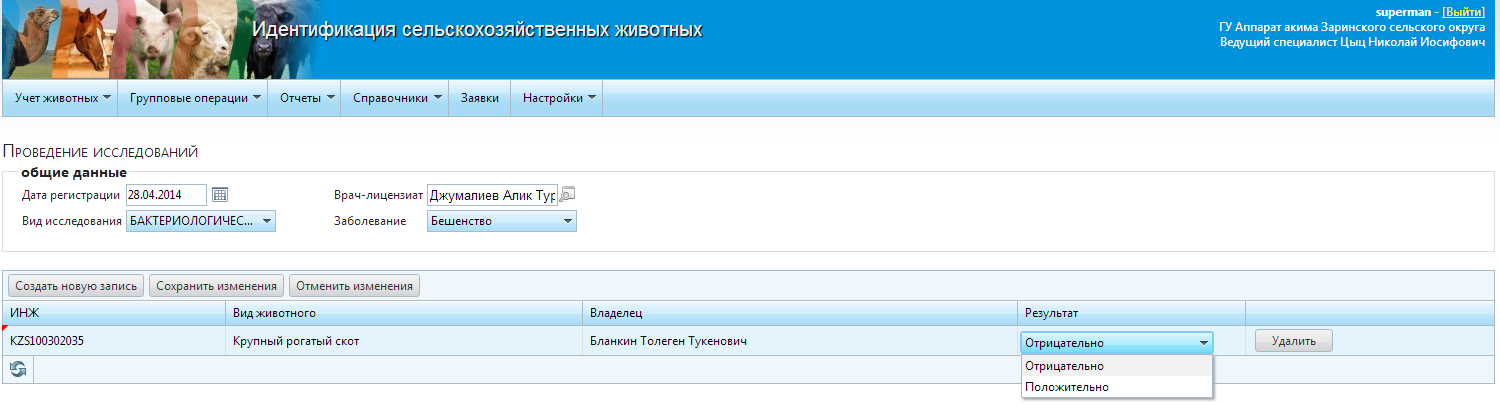 Идентификация сельскохозяйственных животных
superman - [Выйти]
ГУ Аппарат акима Заринского сельского округа
Ведущий специалист Цыц Николай Иосифович
Учет животных Групповые операции Отчеты Справочники Заявки Настройки
Проведение исследований
общие данные
Дата регистрации 28.04.2014 Врач-лицензиат Джумалиев Алик Тур
Вид исследования БАКТЕРИОЛОГИЧЕС... Заболевание Бешенство
Создать новую запись Сохранить изменения Отменить изменения
ИНЖ Вид животного Владелец Результат
KZS100302035 Крупный рогатый скот Бланкин Толеген Тукенович Отрицательно Удалить
Отрицательно
Положительно